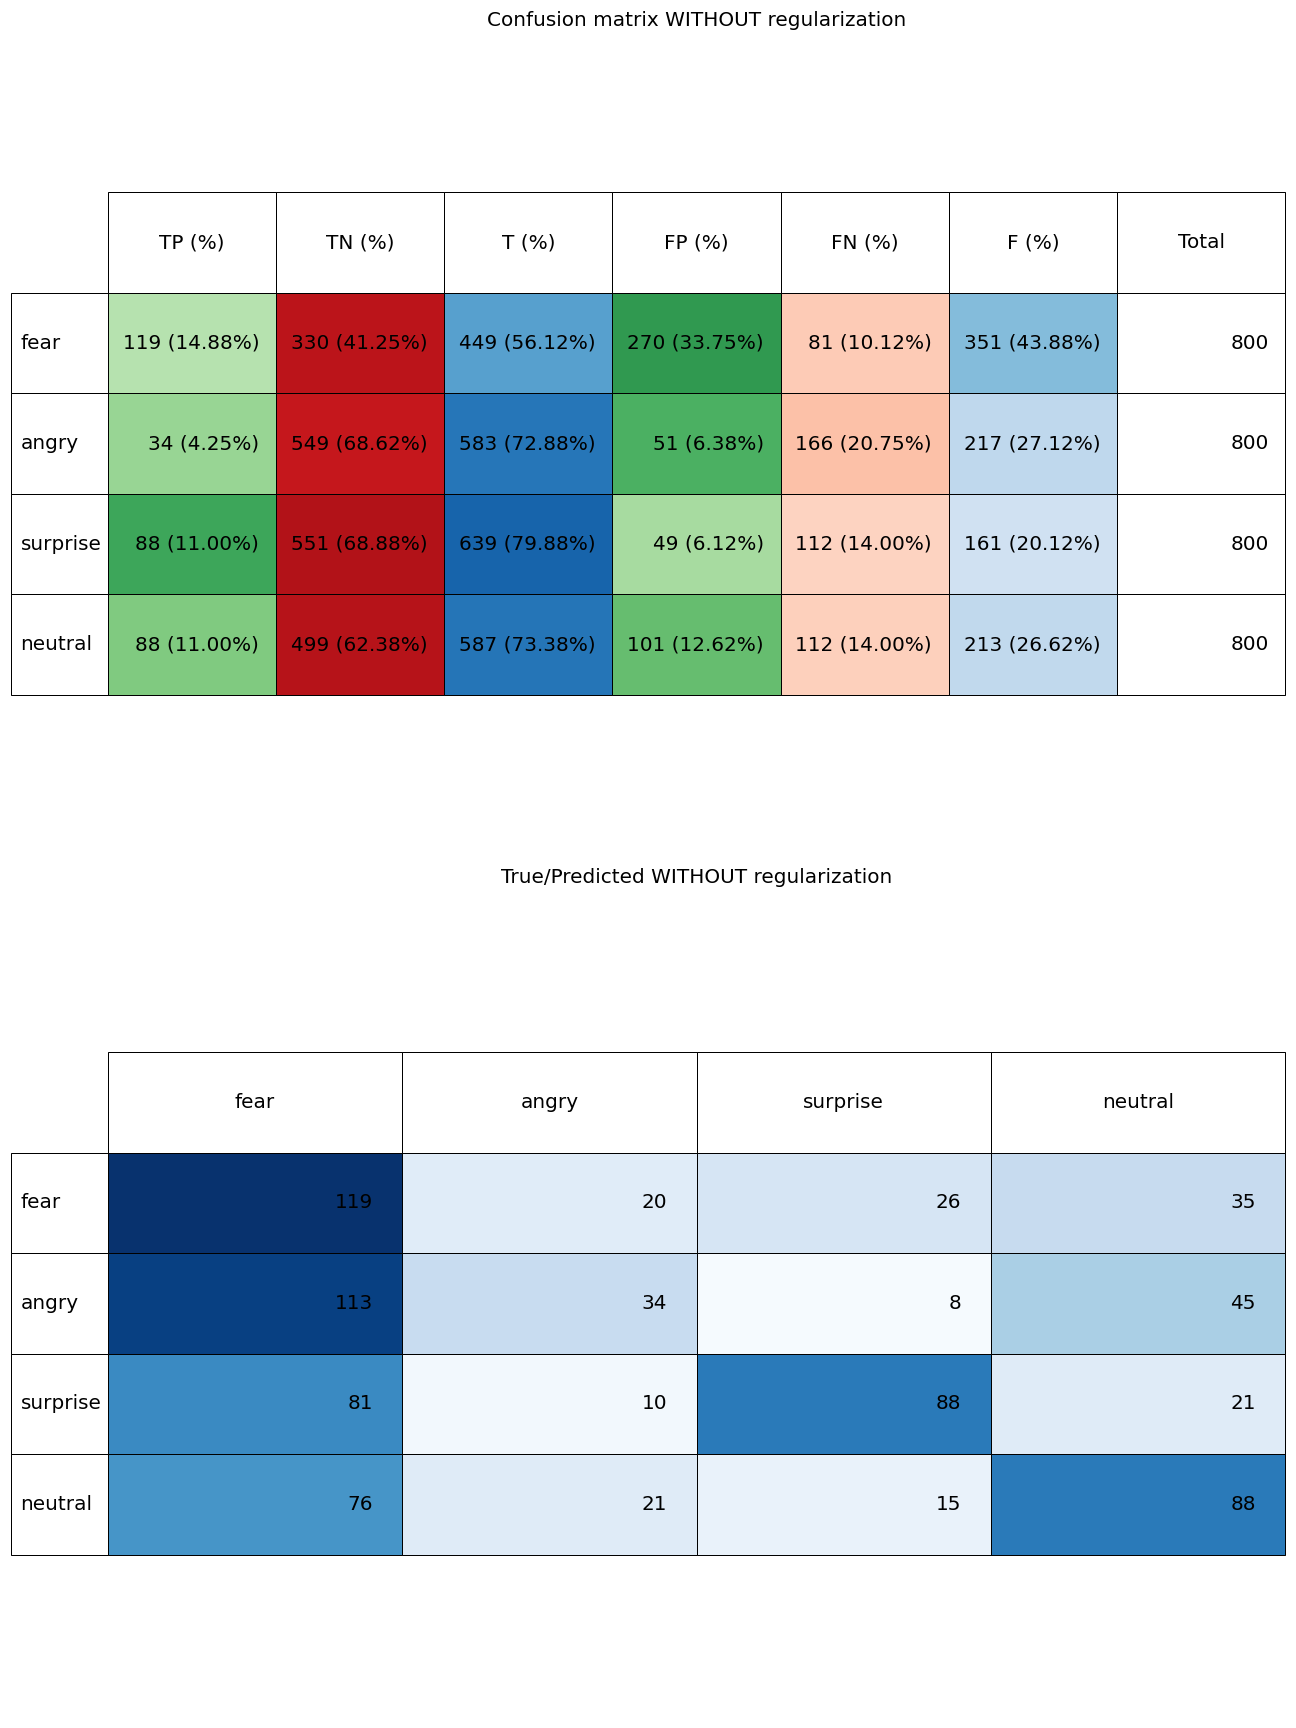 Confusion matrix WITHOUT regularization
TP (%) TN (%) T (%) FP (%) FN (%) F (%) Total
fear 119 (14.88%) 330 (41.25%) 449 (56.12%) 270 (33.75%) 81 (10.12%) 351 (43.88%) 800
angry 34 (4.25%) 549 (68.62%) 583 (72.88%) 51 (6.38%) 166 (20.75%) 217 (27.12%) 800
surprise 88 (11.00%) 551 (68.88%) 639 (79.88%) 49 (6.12%) 112 (14.00%) 161 (20.12%) 800
neutral 88 (11.00%) 499 (62.38%) 587 (73.38%) 101 (12.62%) 112 (14.00%) 213 (26.62%) 800
True/Predicted WITHOUT regularization
fear angry surprise neutral
fear 119 20 26 35
angry 113 34 8 45
surprise 81 10 88 21
neutral 76 21 15 88